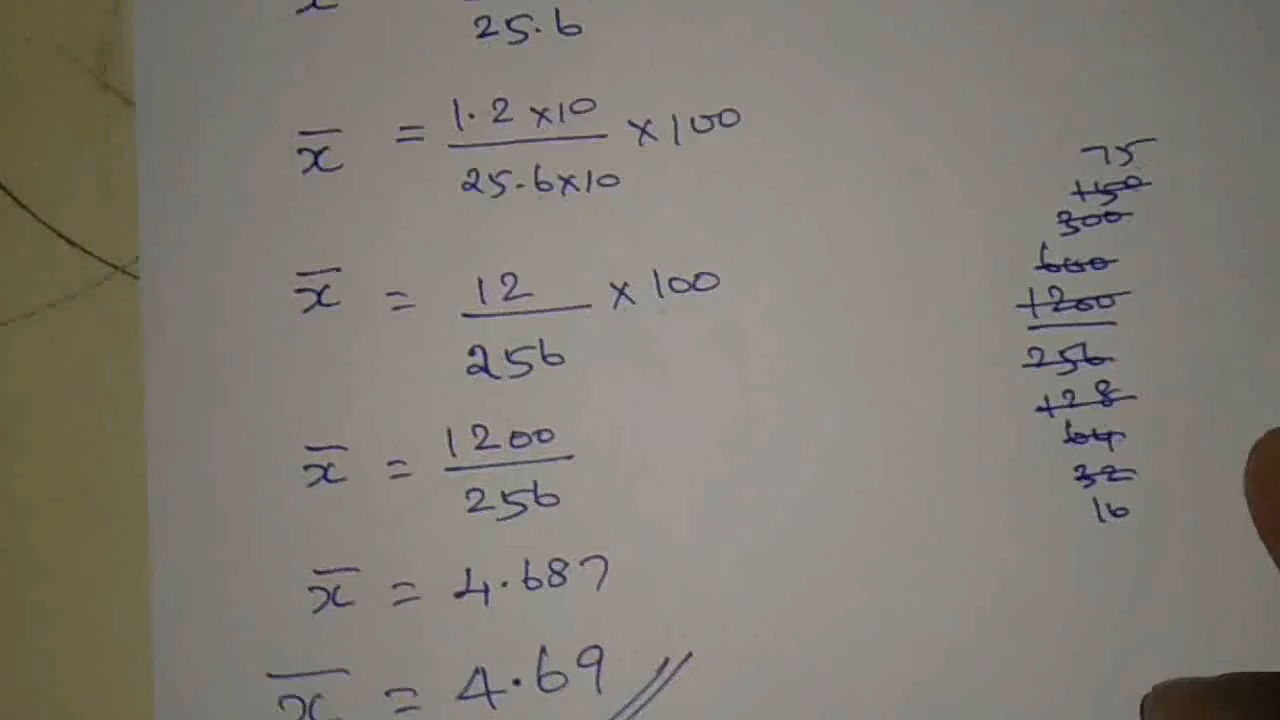 25.6
x̄ = 1.2 x10 / 25.6x10 x 100
x̄ = 12 / 256 x 100
x̄ = 1200 / 256
x̄ = 4.687
x̄ = 4.69
75
300
600
1200
256
128
64
32
16